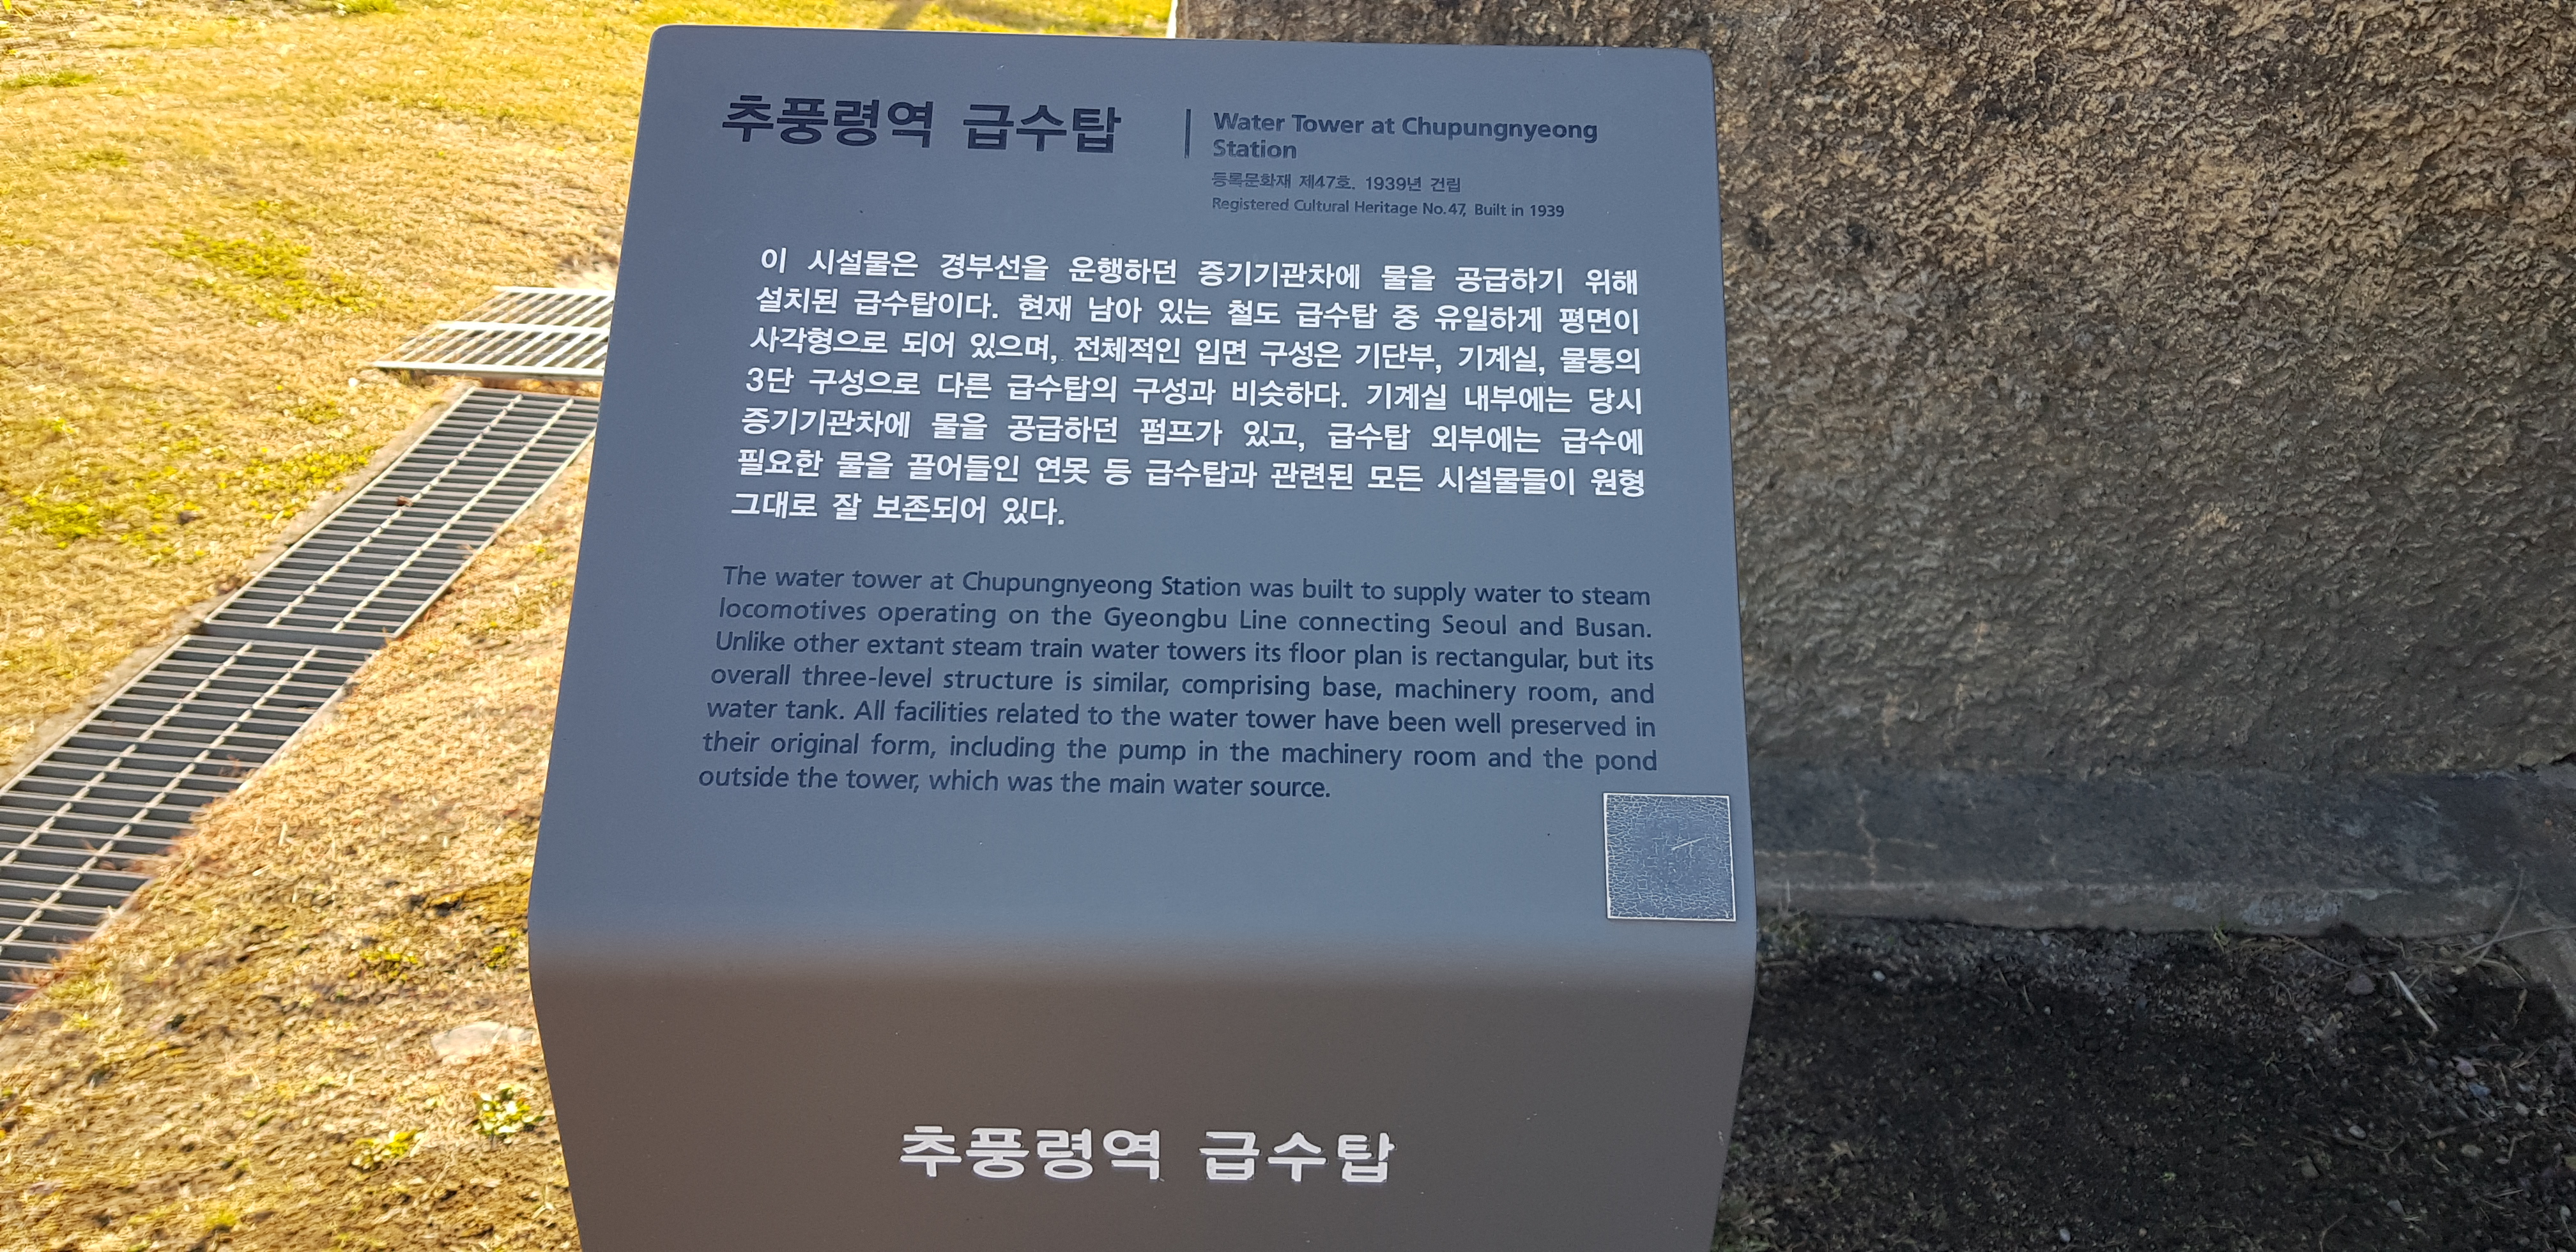 추풍령역 급수탑
Water Tower at Chupungnyeong
Station
등록문화재 제47호, 1939년 건립
Registered Cultural Heritage No.47, Built in 1939
이 시설물은 경부선을 운행하던 증기기관차에 물을 공급하기 위해
설치된 급수탑이다. 현재 남아 있는 철도 급수탑 중 유일하게 평면이
사각형으로 되어 있으며, 전체적인 입면 구성은 기단부, 기계실, 물통의
3단 구성으로 다른 급수탑의 구성과 비슷하다. 기계실 내부에는 당시
증기기관차에 물을 공급하던 펌프가 있고, 급수탑 외부에는 급수에
필요한 물을 끌어들인 연못 등 급수탑과 관련된 모든 시설물들이 원형
그대로 잘 보존되어 있다.
The water tower at Chupungnyeong Station was built to supply water to steam
locomotives operating on the Gyeongbu Line connecting Seoul and Busan.
Unlike other extant steam train water towers its floor plan is rectangular, but its
overall three-level structure is similar, comprising base, machinery room, and
water tank. All facilities related to the water tower have been well preserved in
their original form, including the pump in the machinery room and the pond
outside the tower, which was the main water source.
추풍령역 급수탑